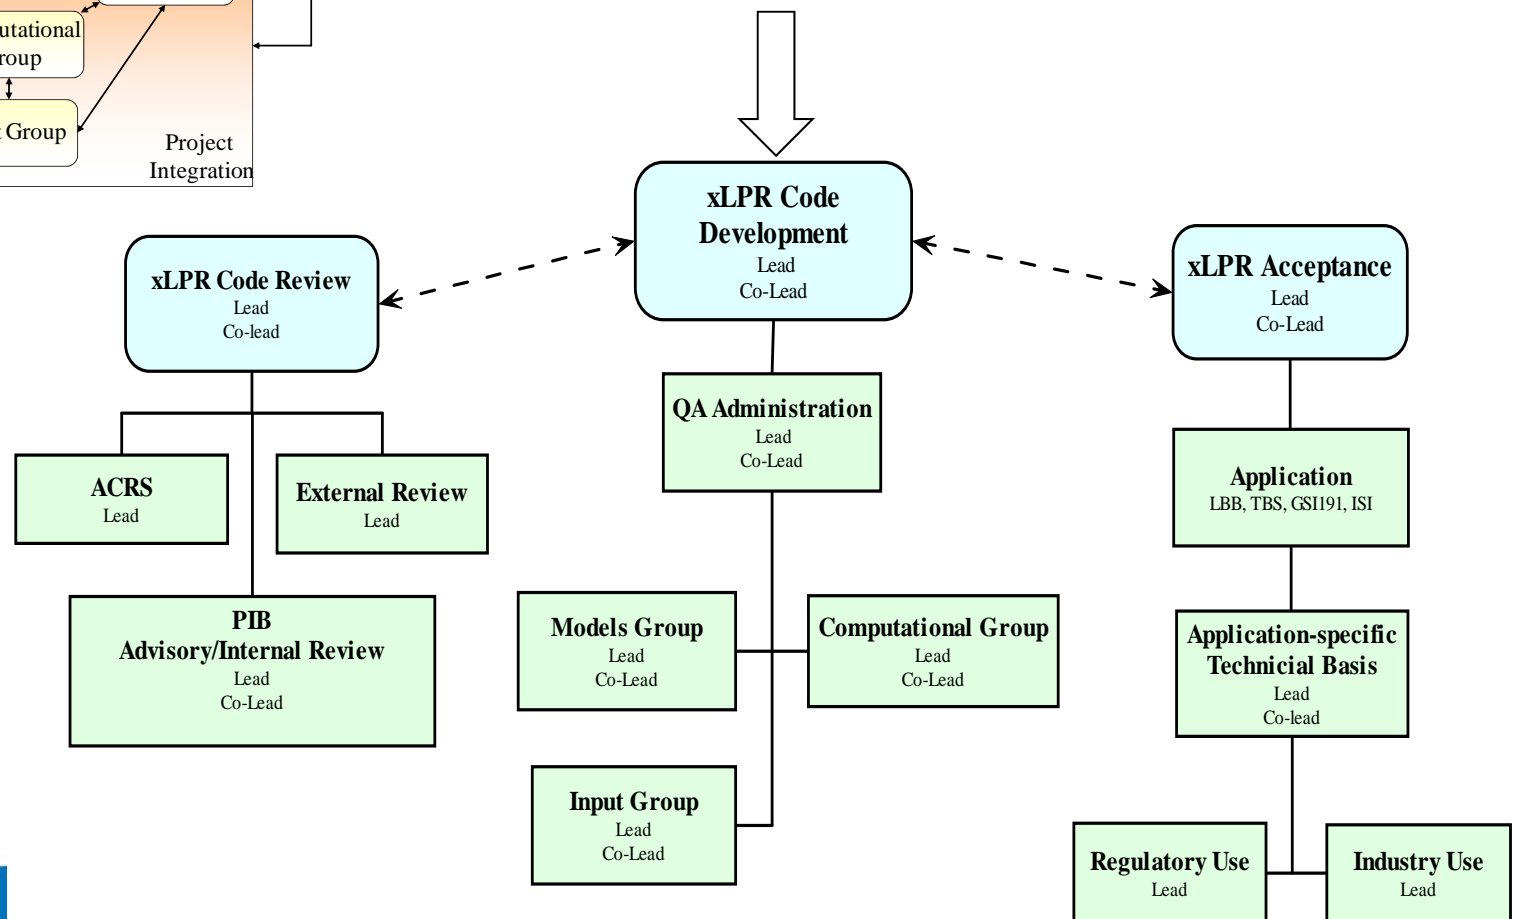 utational
roup
Group
Project
Integration
xLPR Code
Development
Lead
Co-Lead
xLPR Code Review
Lead
Co-lead
xLPR Acceptance
Lead
Co-Lead
QA Administration
Lead
Co-Lead
ACRS
Lead
External Review
Lead
Application
LBB, TBS, GSI191, ISI
PIB
Advisory/Internal Review
Lead
Co-Lead
Models Group
Lead
Co-Lead
Computational Group
Lead
Co-Lead
Application-specific
Technicial Basis
Lead
Co-lead
Input Group
Lead
Co-Lead
Regulatory Use
Lead
Industry Use
Lead